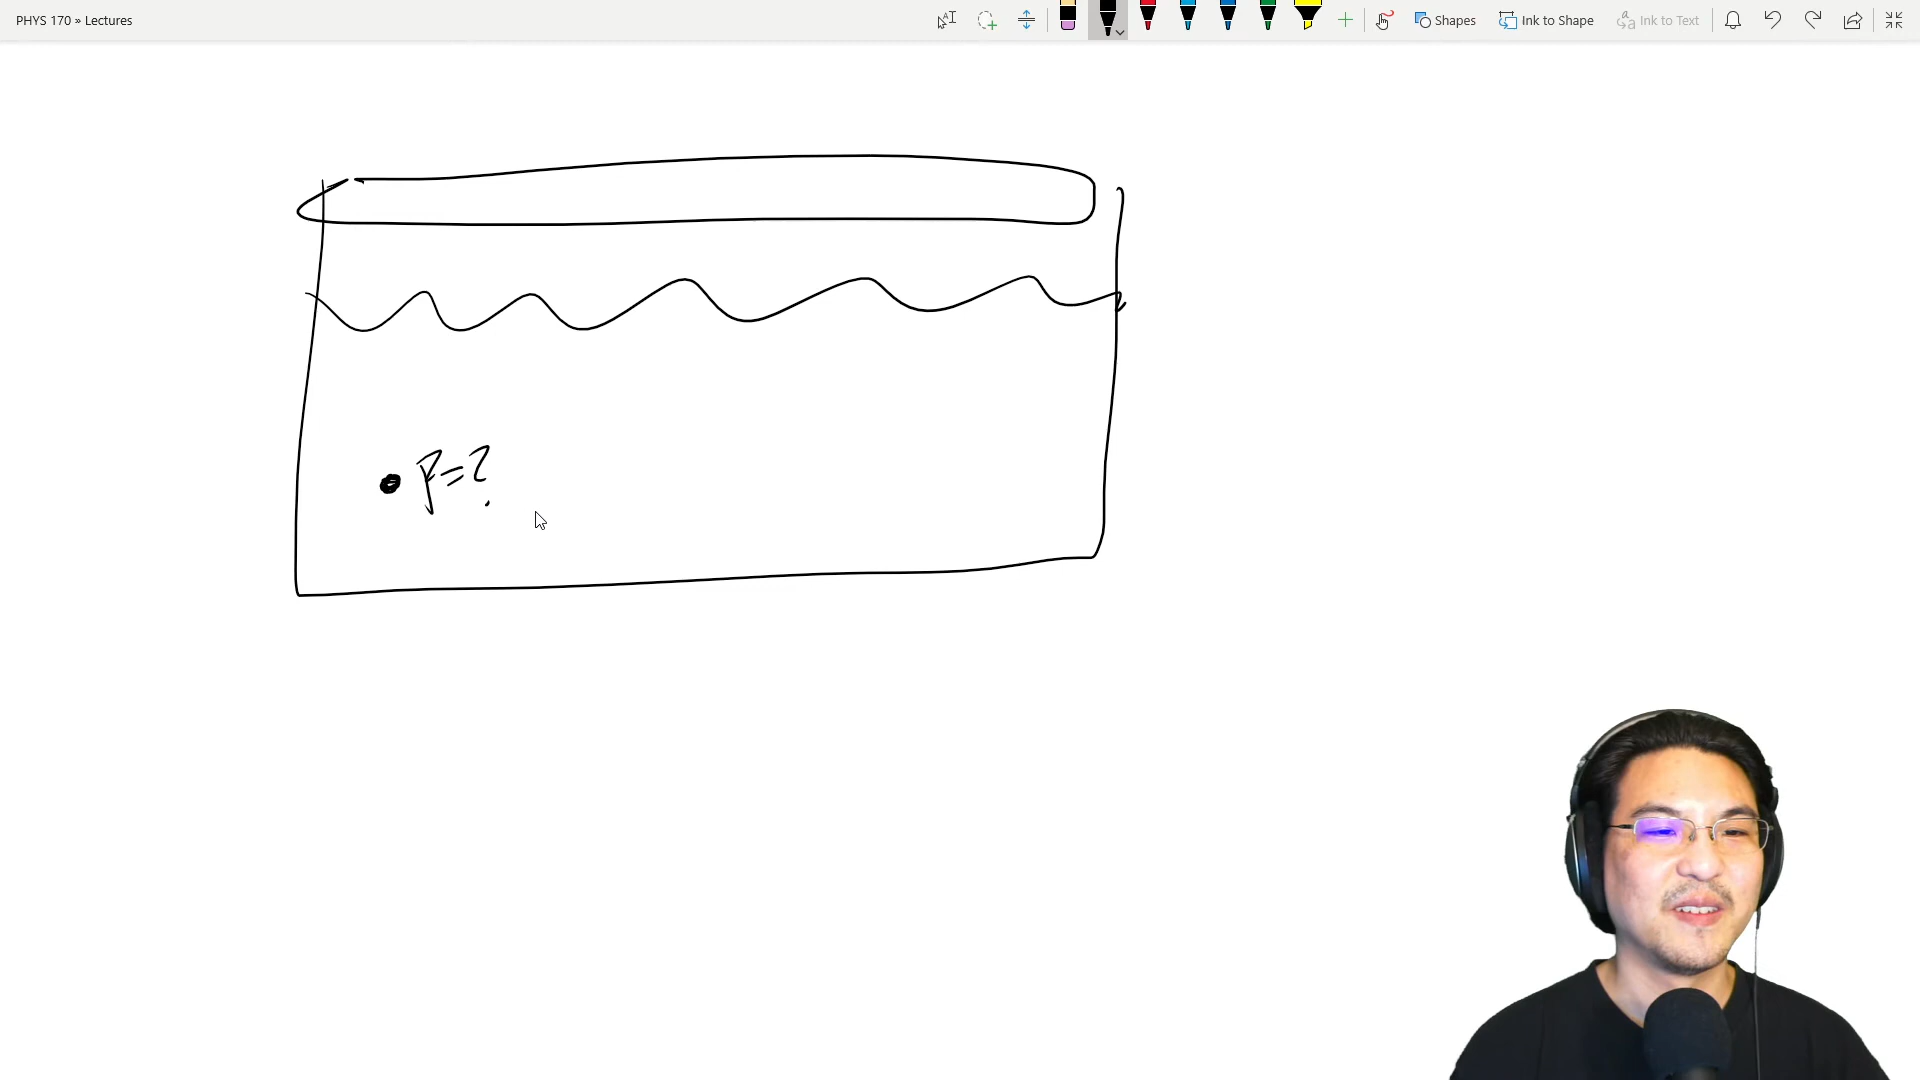 PHYS 170 » Lectures
Shapes
Ink to Shape
Ink to Text
P=?